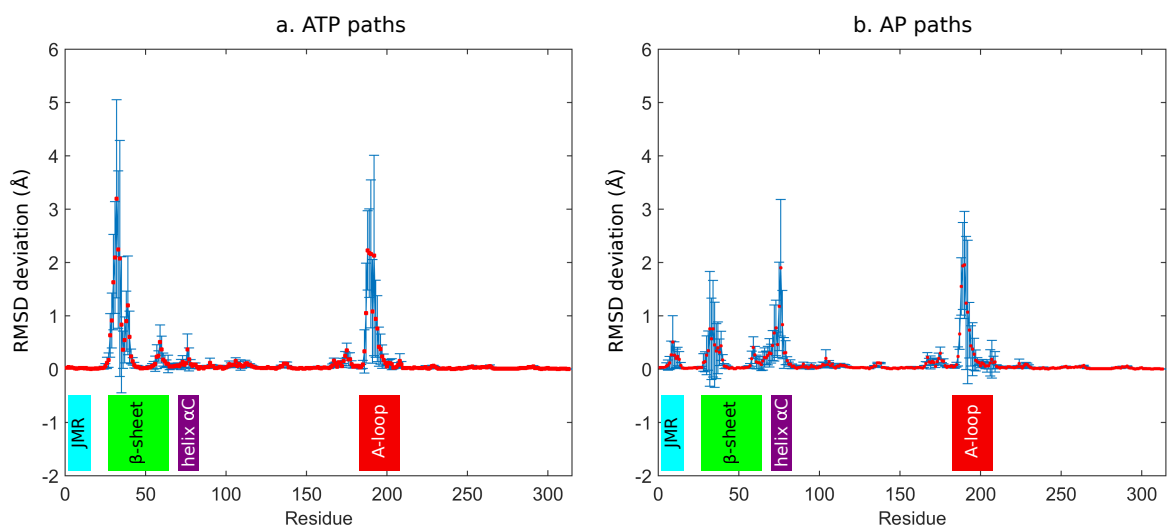 a. ATP paths
6
5
4
3
2
1
0
-1
-2
RMSD deviation (Å)
JMR
β-sheet
helix αC
A-loop
0 50 100 150 200 250 300
Residue
b. AP paths
6
5
4
3
2
1
0
-1
-2
RMSD deviation (Å)
JMR
β-sheet
helix αC
A-loop
0 50 100 150 200 250 300
Residue